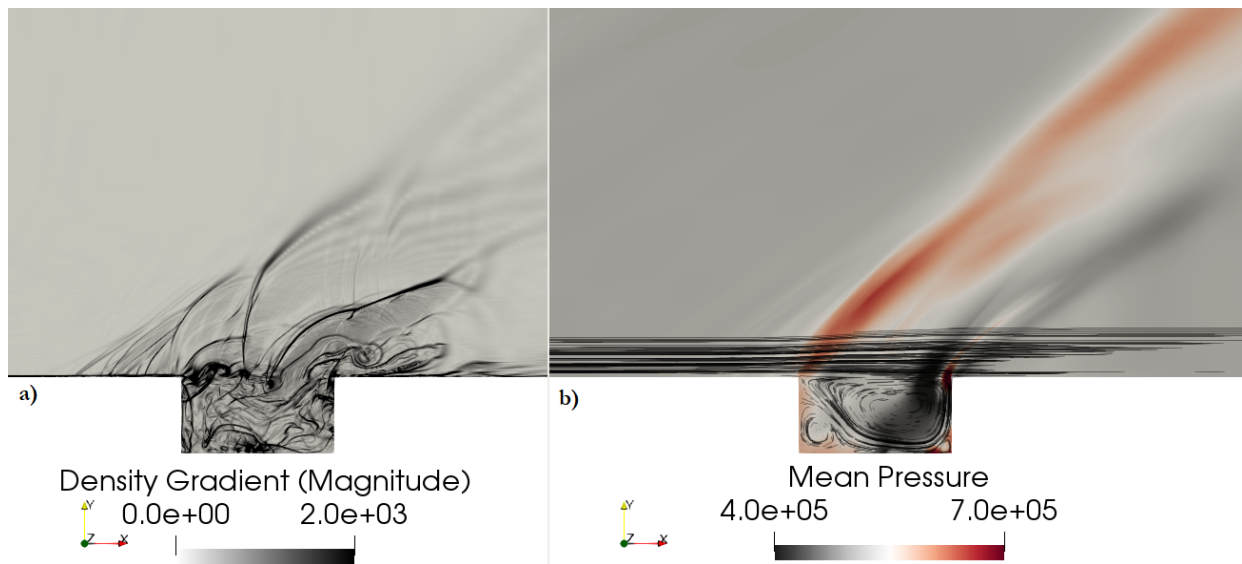 a)
b)
Density Gradient (Magnitude)
0.0e+00 2.0e+03
Y
Z X
Mean Pressure
4.0e+05 7.0e+05
Y
Z X